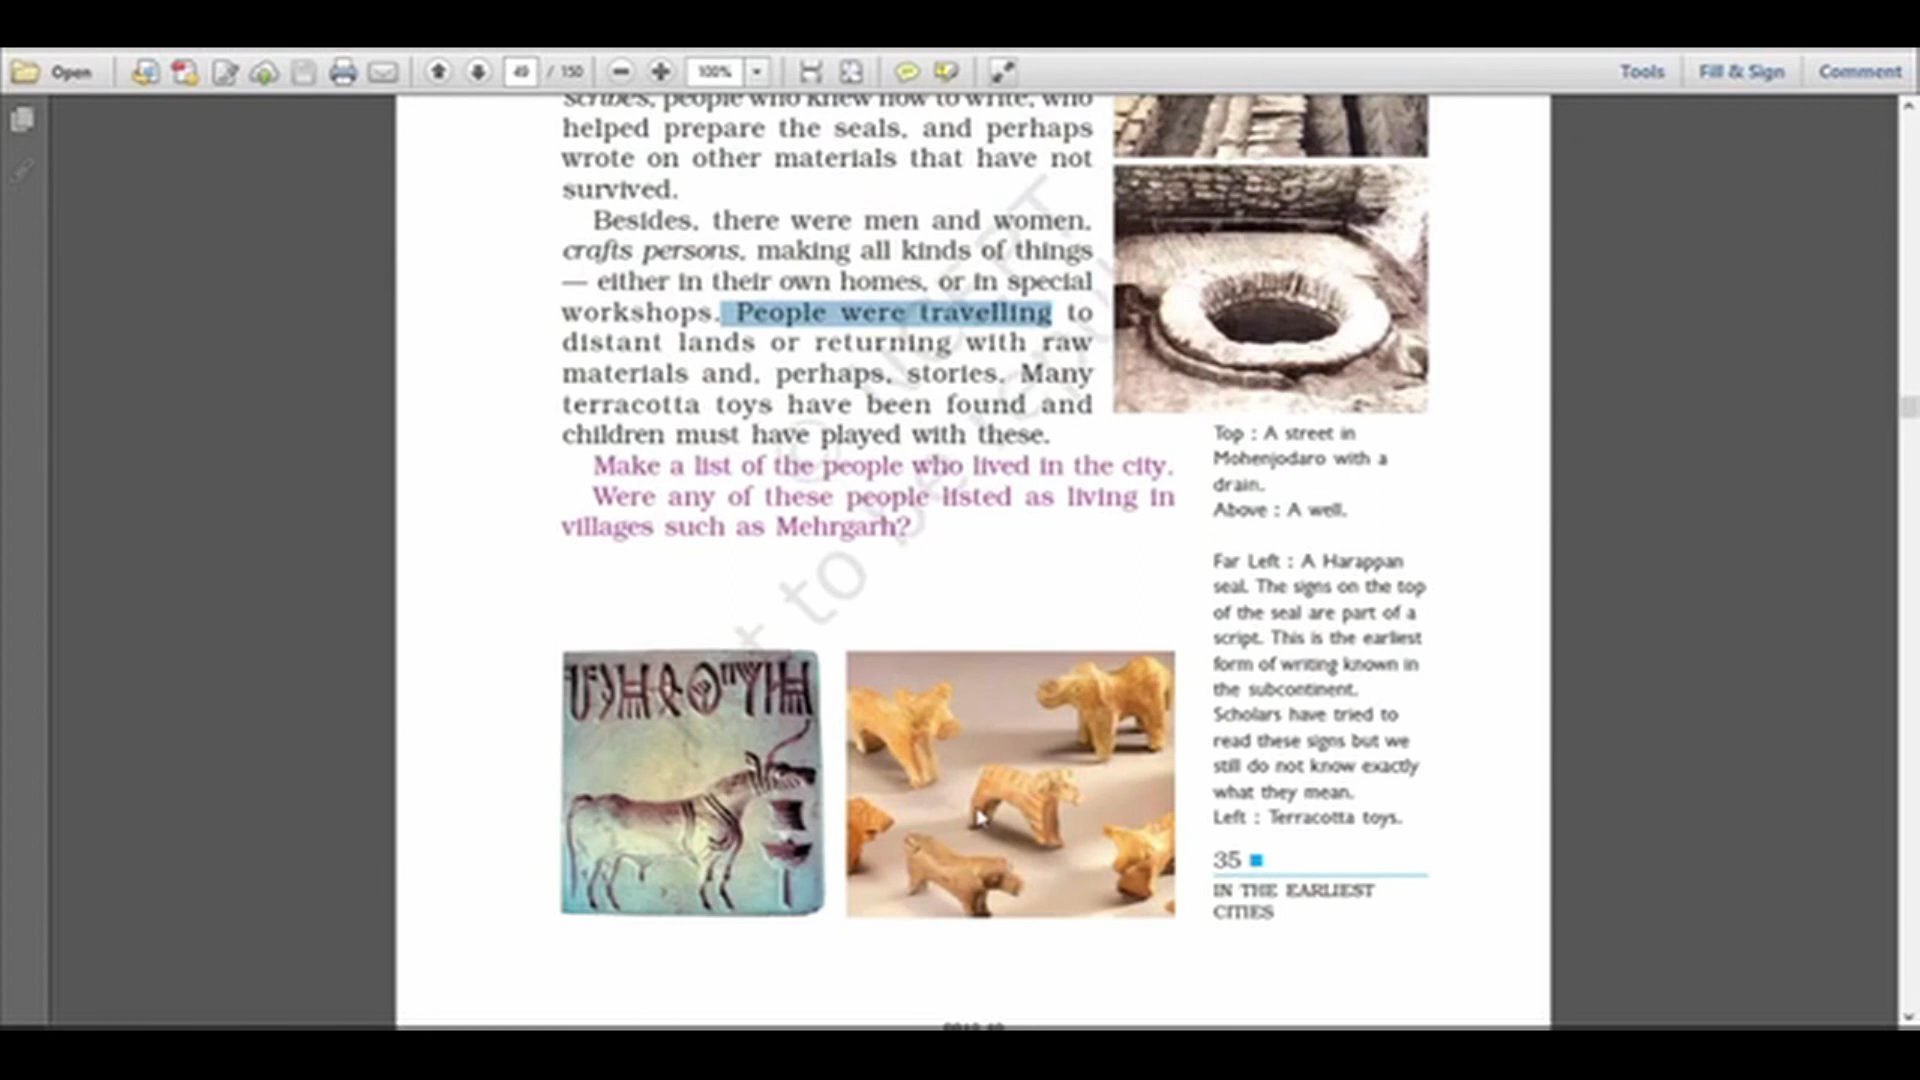 Open
49 / 150
100%
Tools
Fill & Sign
Comment
Scribes, people who knew how to write, who
helped prepare the seals, and perhaps
wrote on other materials that have not
survived.
Besides, there were men and women,
crafts persons, making all kinds of things
— either in their own homes, or in special
workshops. People were travelling to
distant lands or returning with raw
materials and, perhaps, stories. Many
terracotta toys have been found and
children must have played with these.
Make a list of the people who lived in the city.
Were any of these people listed as living in
villages such as Mehrgarh?
Top : A street in
Mohenjodaro with a
drain.
Above : A well.
Far Left : A Harappan
seal. The signs on the top
of the seal are part of a
script. This is the earliest
form of writing known in
the subcontinent.
Scholars have tried to
read these signs but we
still do not know exactly
what they mean.
Left : Terracotta toys.
35
IN THE EARLIEST
CITIES